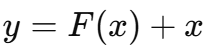 y = F(x) + x